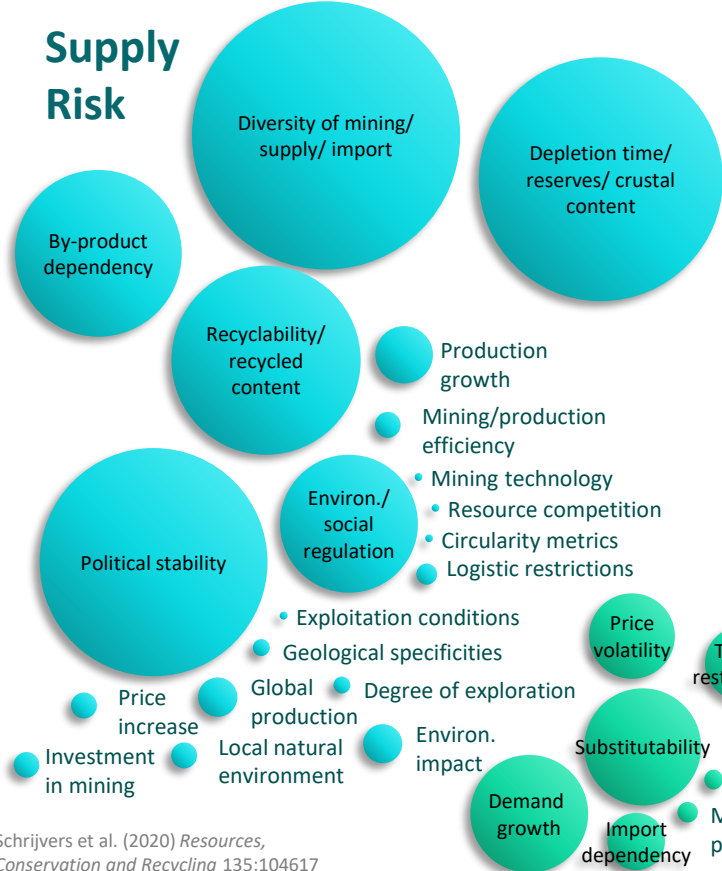 Supply
Risk
Diversity of mining/
supply/ import
Depletion time/
reserves/ crustal
content
By-product
dependency
Recyclability/
recycled
content
Production
growth
Mining/production
efficiency
Environ./
social
regulation
Mining technology
Resource competition
Circularity metrics
Logistic restrictions
Political stability
Exploitation conditions
Geological specificities
Price
increase
Global
production
Degree of exploration
Investment
in mining
Local natural
environment
Environ.
impact
Price
volatility
Substitutability
Demand
growth
Import
dependency
Schrijvers et al. (2020) Resources,
Conservation and Recycling 135:104617